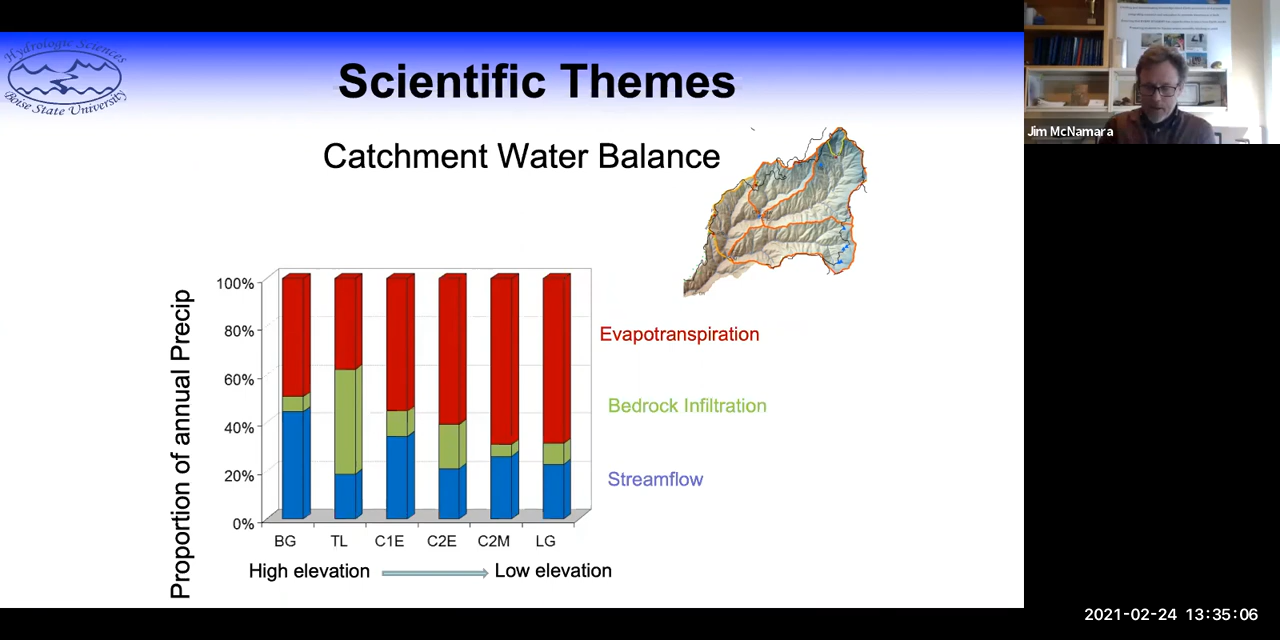 Hydrologic Sciences
Boise State University
Scientific Themes
Catchment Water Balance
Jim McNamara
Proportion of annual Precip
100%
80%
60%
40%
20%
0%
Evapotranspiration
Bedrock Infiltration
Streamflow
BG TL C1E C2E C2M LG
High elevation Low elevation
2021-02-24 13:35:06